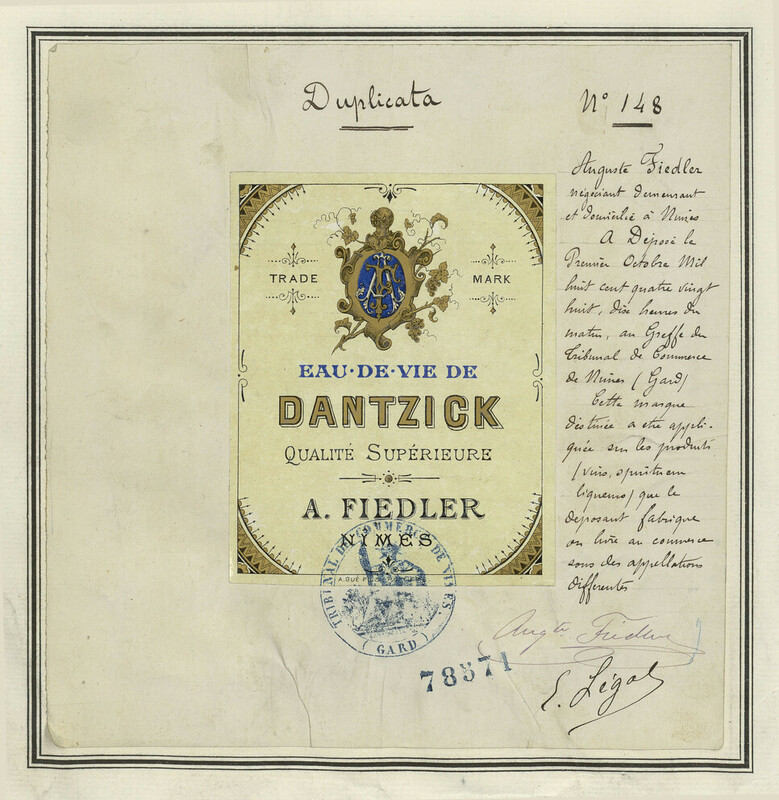 Duplicata
N° 148
TRADE MARK
EAU·DE·VIE DE
DANTZICK
QUALITÉ SUPÉRIEURE
A. FIEDLER
NIMES
TRIBUNAL DE COMMERCE DE NIMES.
(GARD)
78571
Auguste Fiedler
négociant demeurant
et domicilié à Nimes
A Déposé le
Premier Octobre Mil
huit cent quatre vingt
huit, dix heures du
matin, au Greffe du
Tribunal de Commerce
de Nimes (Gard)
Cette marque
destinée a etre appli-
quée sur les produits
(vins, spiritueux
liqueurs) que le
déposant fabrique
ou livre au commerce
sous des appellations
differentes
Augte Fiedler